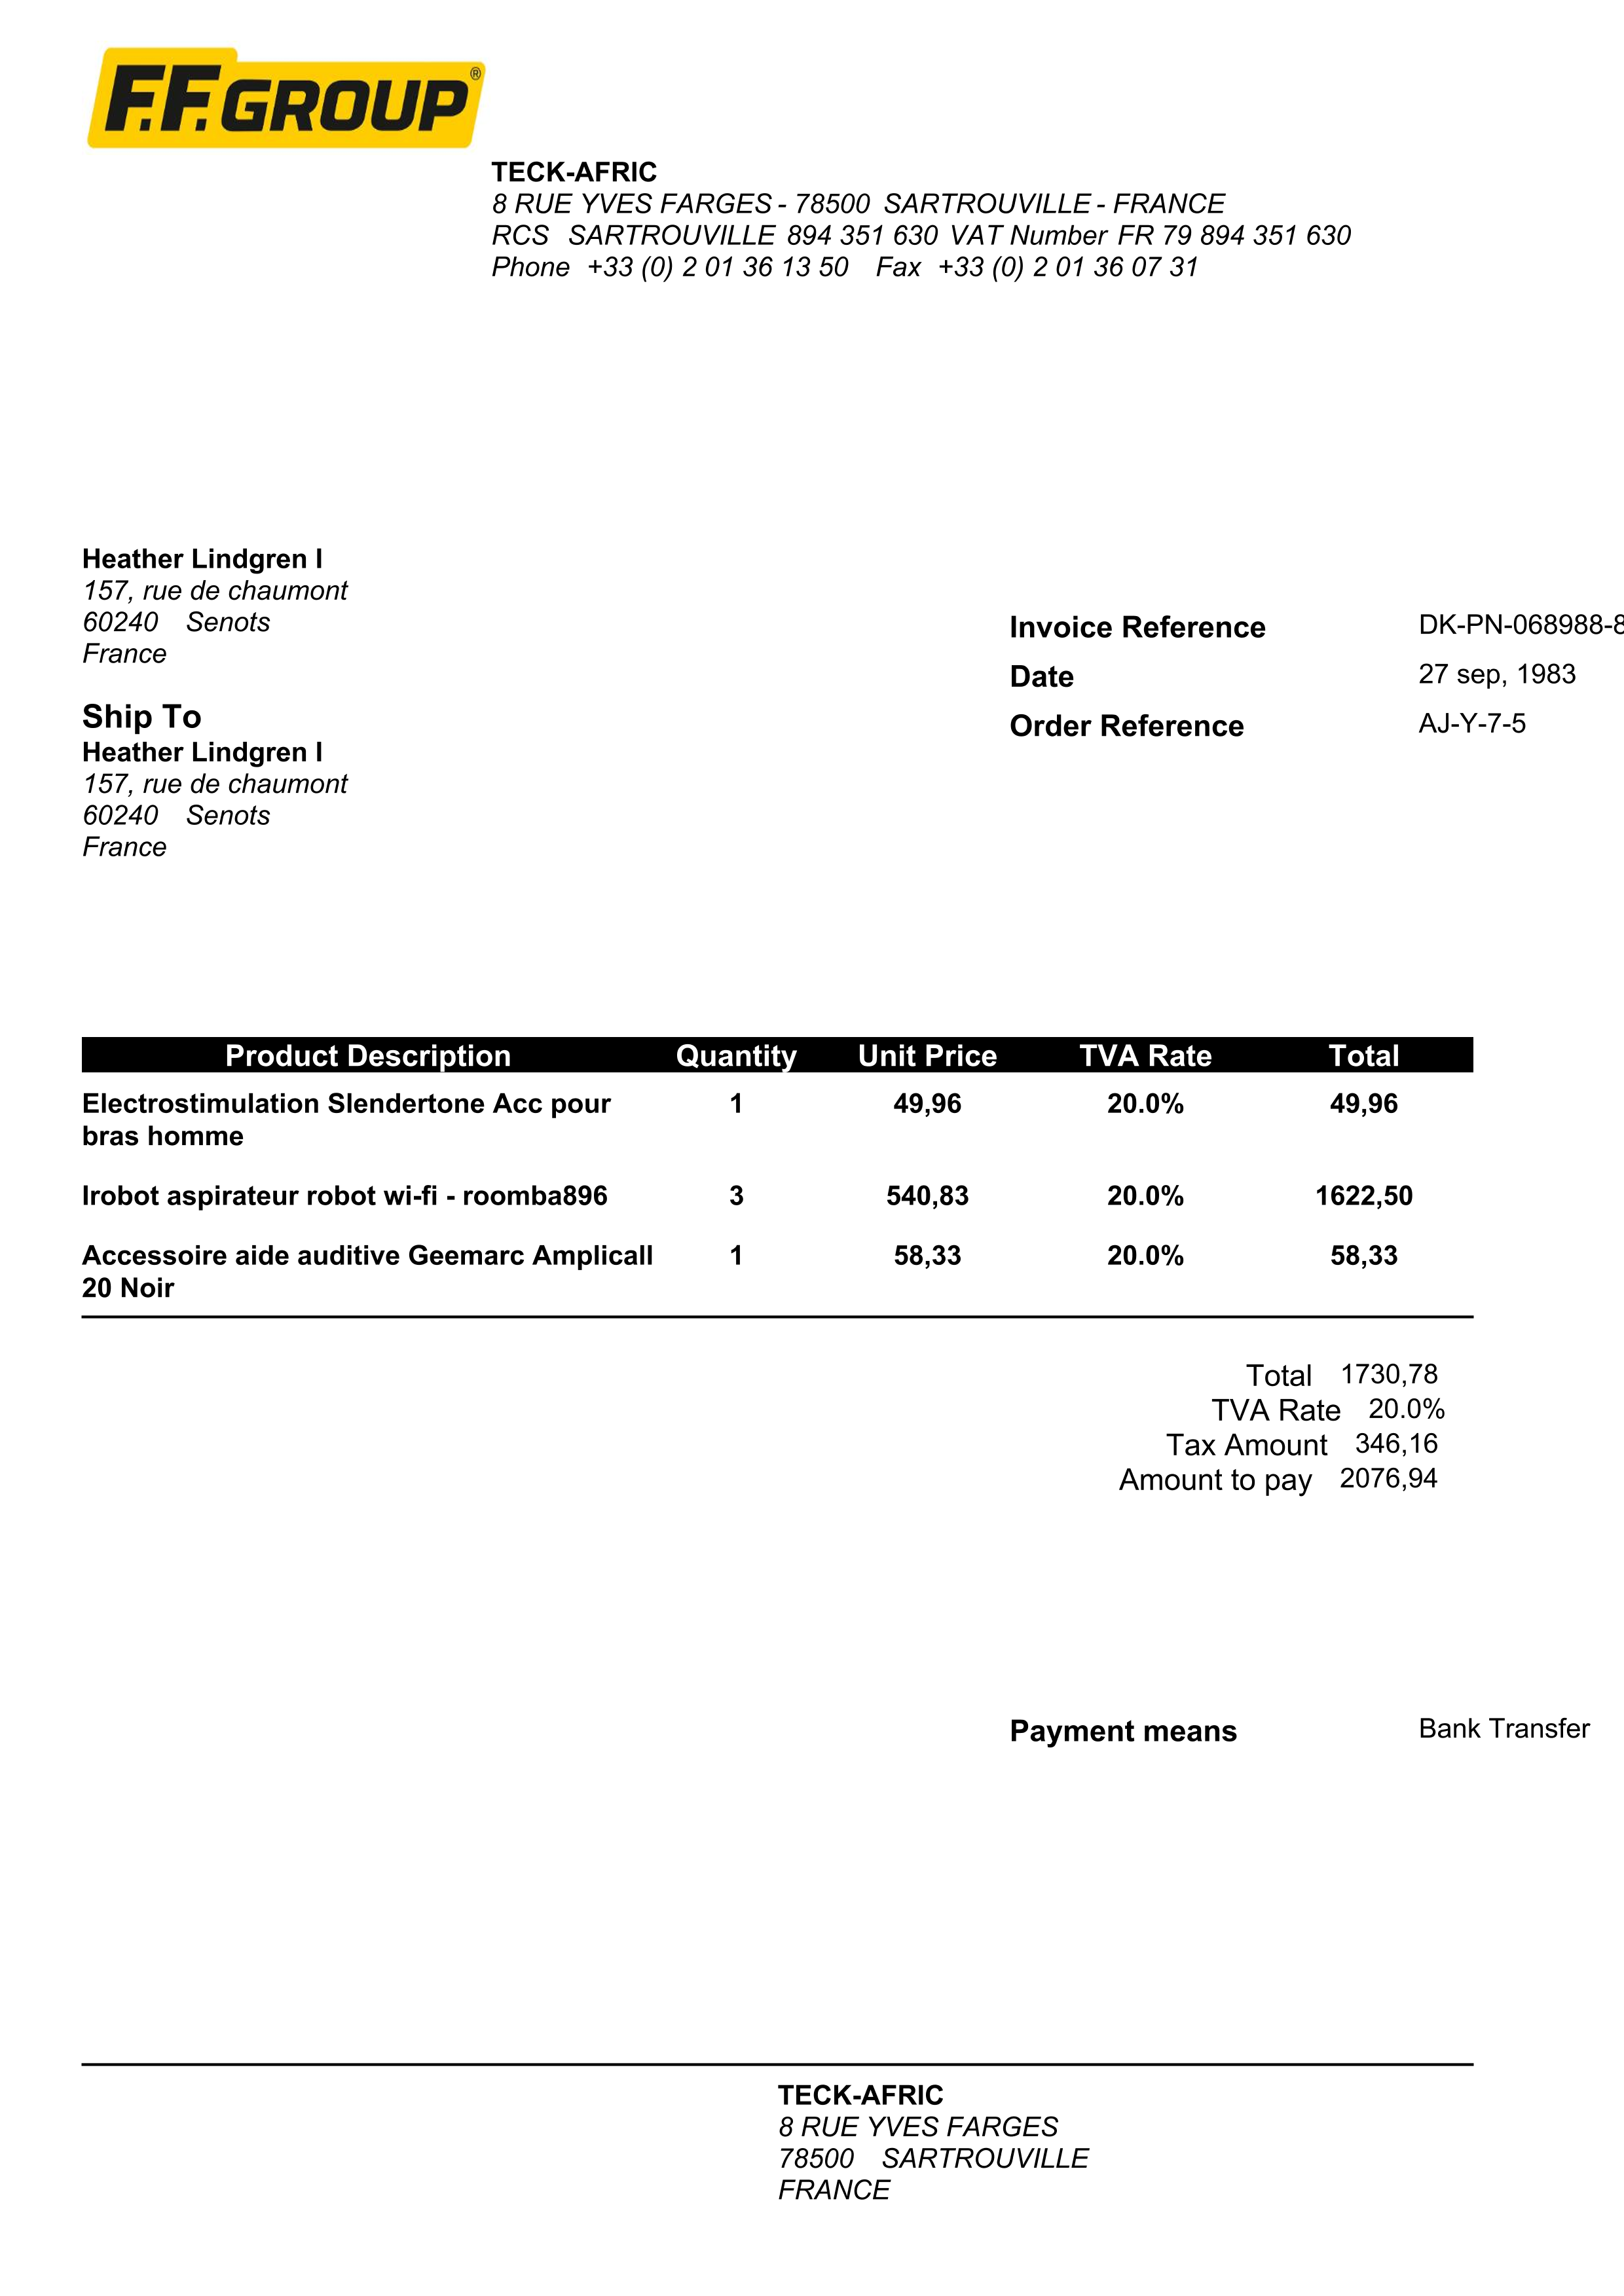 F.F. GROUP®
TECK-AFRIC
8 RUE YVES FARGES - 78500 SARTROUVILLE - FRANCE
RCS SARTROUVILLE 894 351 630 VAT Number FR 79 894 351 630
Phone +33 (0) 2 01 36 13 50 Fax +33 (0) 2 01 36 07 31
Heather Lindgren I
157, rue de chaumont
60240 Senots
France
Invoice Reference DK-PN-068988-8
Date 27 sep, 1983
Order Reference AJ-Y-7-5
Ship To
Heather Lindgren I
157, rue de chaumont
60240 Senots
France
Product Description Quantity Unit Price TVA Rate Total
Electrostimulation Slendertone Acc pour 1 49,96 20.0% 49,96
bras homme
Irobot aspirateur robot wi-fi - roomba896 3 540,83 20.0% 1622,50
Accessoire aide auditive Geemarc Amplicall 1 58,33 20.0% 58,33
20 Noir
Total 1730,78
TVA Rate 20.0%
Tax Amount 346,16
Amount to pay 2076,94
Payment means Bank Transfer
TECK-AFRIC
8 RUE YVES FARGES
78500 SARTROUVILLE
FRANCE